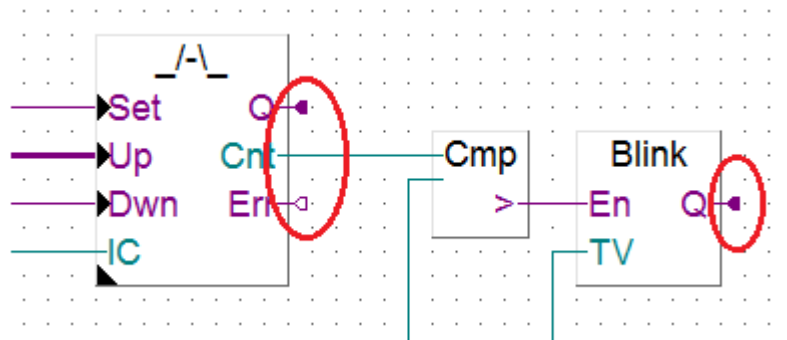 _/-\_
Set Q
Up Cnt
Dwn Err
IC
Cmp
>
Blink
En Q
TV